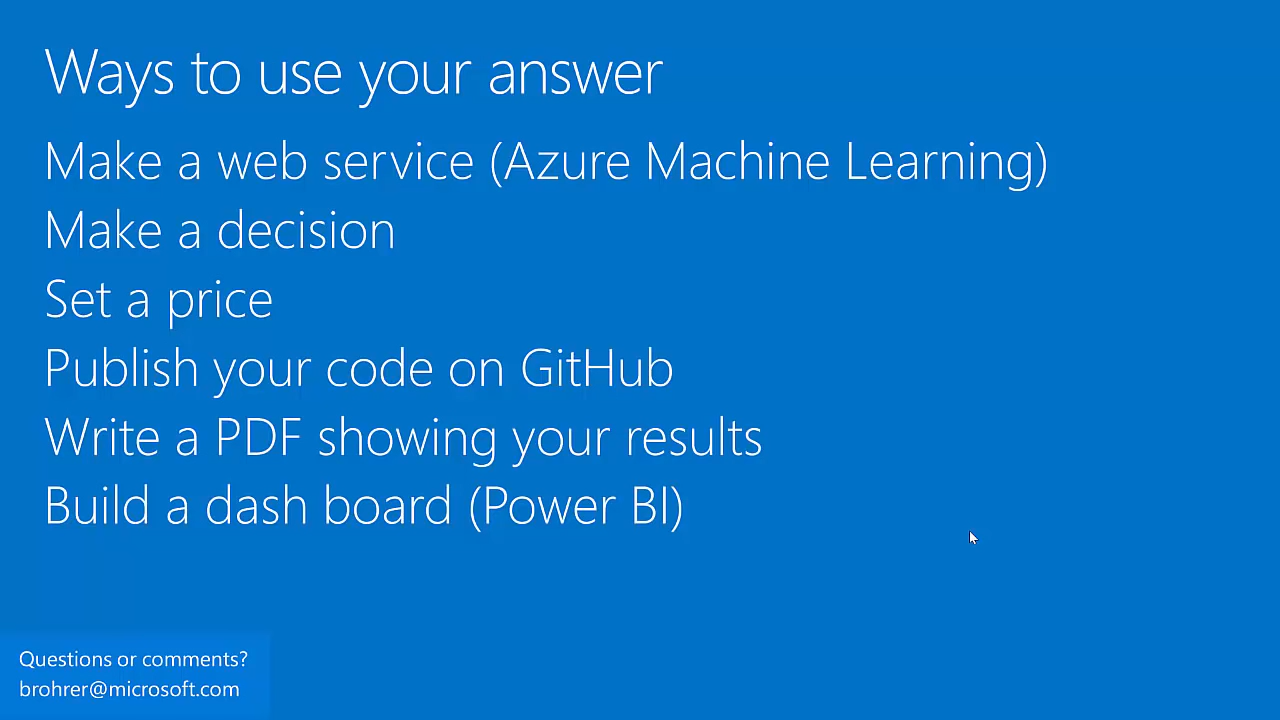 Ways to use your answer
Make a web service (Azure Machine Learning)
Make a decision
Set a price
Publish your code on GitHub
Write a PDF showing your results
Build a dash board (Power BI)
Questions or comments?
brohrer@microsoft.com